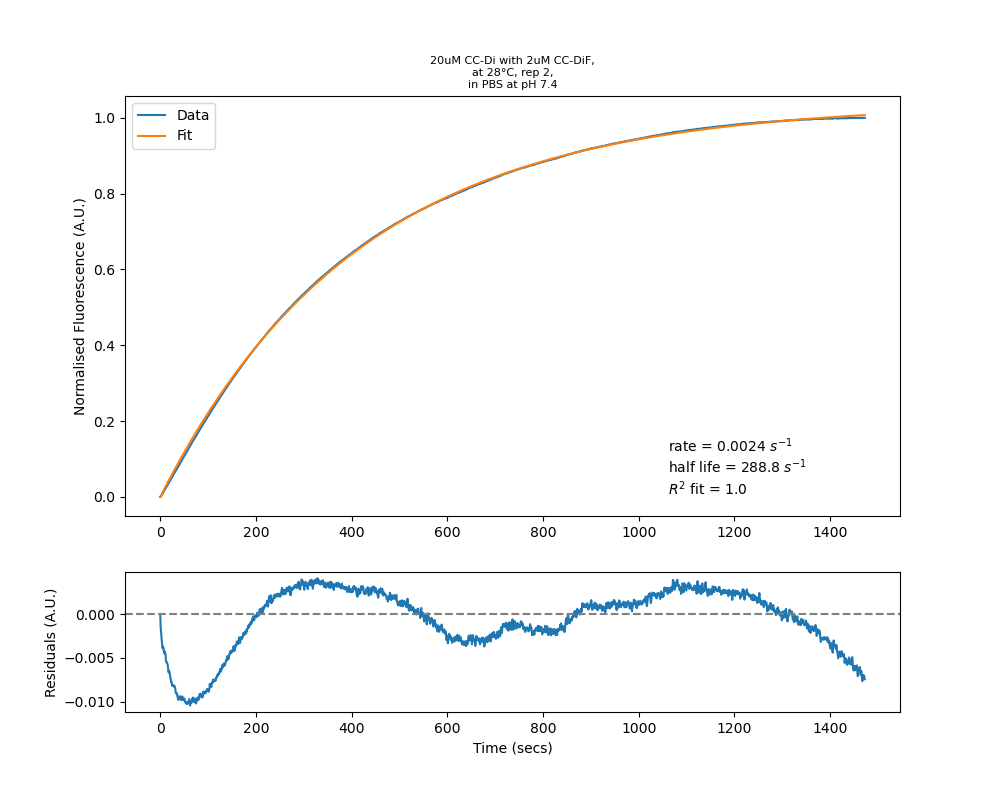 20uM CC-Di with 2uM CC-DiF,
at 28°C, rep 2,
in PBS at pH 7.4
Data
Fit
Normalised Fluorescence (A.U.)
1.0
0.8
0.6
0.4
0.2
0.0
rate = 0.0024 s⁻¹
half life = 288.8 s⁻¹
R² fit = 1.0
0 200 400 600 800 1000 1200 1400
Residuals (A.U.)
0.000
−0.005
−0.010
0 200 400 600 800 1000 1200 1400
Time (secs)